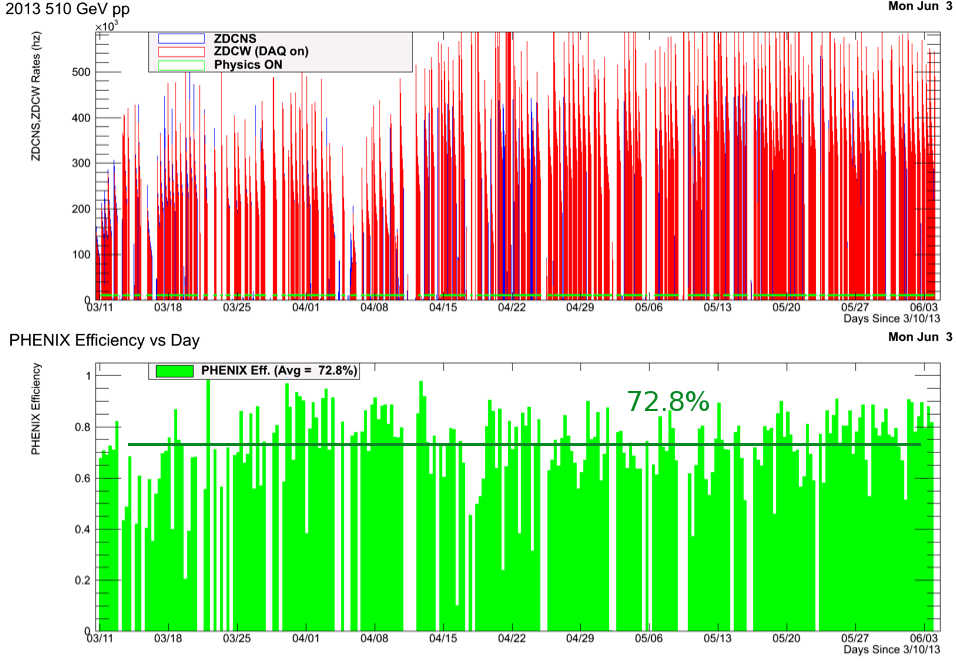 2013 510 GeV pp
Mon Jun 3
×10³
ZDCNS,ZDCW Rates (hz)
ZDCNS
ZDCW (DAQ on)
Physics ON
500
400
300
200
100
0
03/11 03/18 03/25 04/01 04/08 04/15 04/22 04/29 05/06 05/13 05/20 05/27 06/03
Days Since 3/10/13
PHENIX Efficiency vs Day
Mon Jun 3
PHENIX Efficiency
PHENIX Eff. (Avg = 72.8%)
72.8%
1
0.8
0.6
0.4
0.2
0
03/11 03/18 03/25 04/01 04/08 04/15 04/22 04/29 05/06 05/13 05/20 05/27 06/03
Days Since 3/10/13